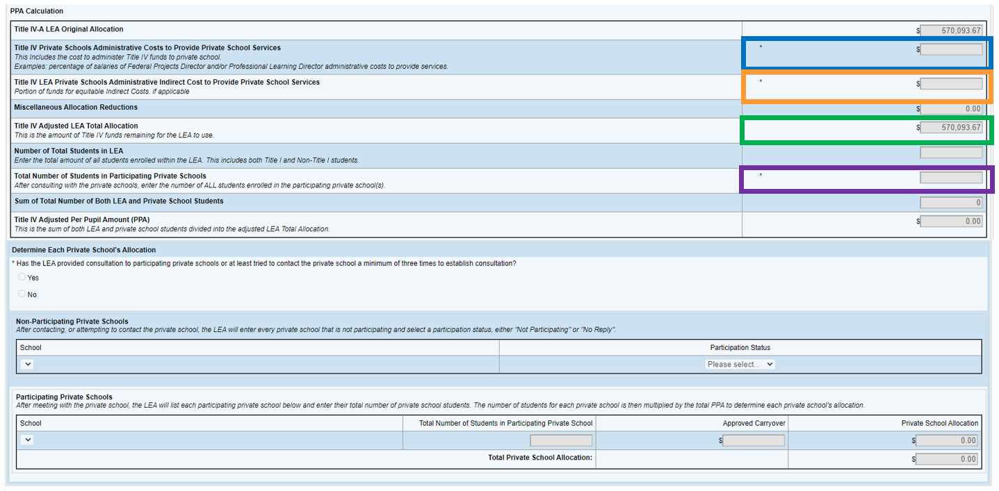 PPA Calculation
Title IV-A LEA Original Allocation
$ 570,093.67
Title IV Private Schools Administrative Costs to Provide Private School Services
This Includes the cost to administer Title IV funds to private school.
Examples: percentage of salaries of Federal Projects Director and/or Professional Learning Director administrative costs to provide services.
* $
Title IV LEA Private Schools Administrative Indirect Cost to Provide Private School Services
Portion of funds for equitable Indirect Costs. if applicable
* $
Miscellaneous Allocation Reductions
$ 0.00
Title IV Adjusted LEA Total Allocation
This is the amount of Title IV funds remaining for the LEA to use.
$ 570,093.67
Number of Total Students in LEA
Enter the total amount of all students enrolled within the LEA. This includes both Title I and Non-Title I students.
Total Number of Students in Participating Private Schools
After consulting with the private schools, enter the number of ALL students enrolled in the participating private school(s).
*
Sum of Total Number of Both LEA and Private School Students
0
Title IV Adjusted Per Pupil Amount (PPA)
This is the sum of both LEA and private school students divided into the adjusted LEA Total Allocation.
$ 0.00
Determine Each Private School's Allocation
* Has the LEA provided consultation to participating private schools or at least tried to contact the private school a minimum of three times to establish consultation?
Yes
No
Non-Participating Private Schools
After contacting, or attempting to contact the private school, the LEA will enter every private school that is not participating and select a participation status, either "Not Participating" or "No Reply".
School Participation Status
Please select...
Participating Private Schools
After meeting with the private school, the LEA will list each participating private school below and enter their total number of private school students. The number of students for each private school is then multiplied by the total PPA to determine each private school's allocation.
School Total Number of Students in Participating Private School Approved Carryover Private School Allocation
$ $ 0.00
Total Private School Allocation: $ 0.00